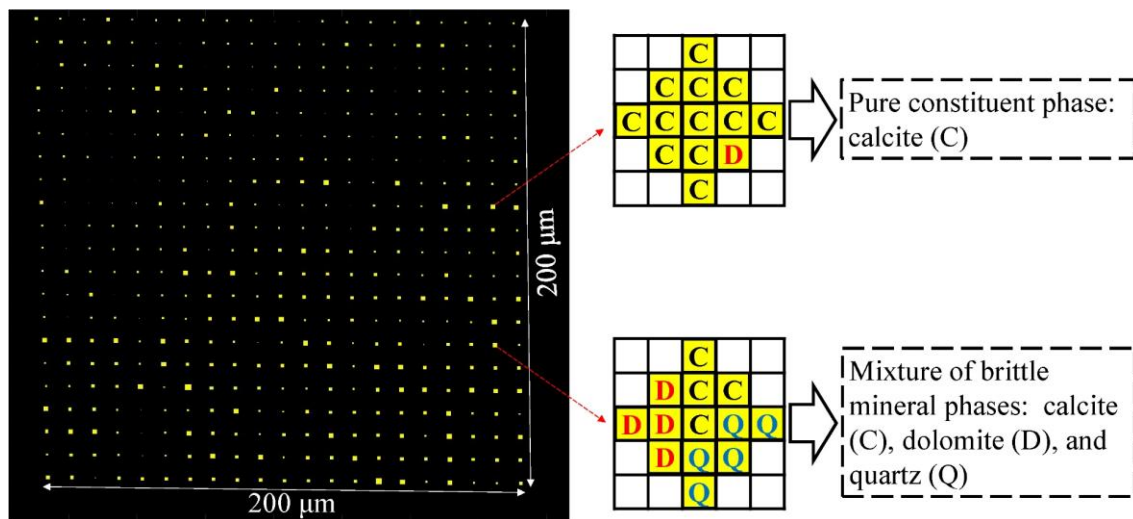 200 μm
200 μm
C
C C C
C C C C C
C C D
C
Pure constituent phase:
calcite (C)
C
D C C
D D C Q Q
D Q Q
Q
Mixture of brittle
mineral phases: calcite
(C), dolomite (D), and
quartz (Q)